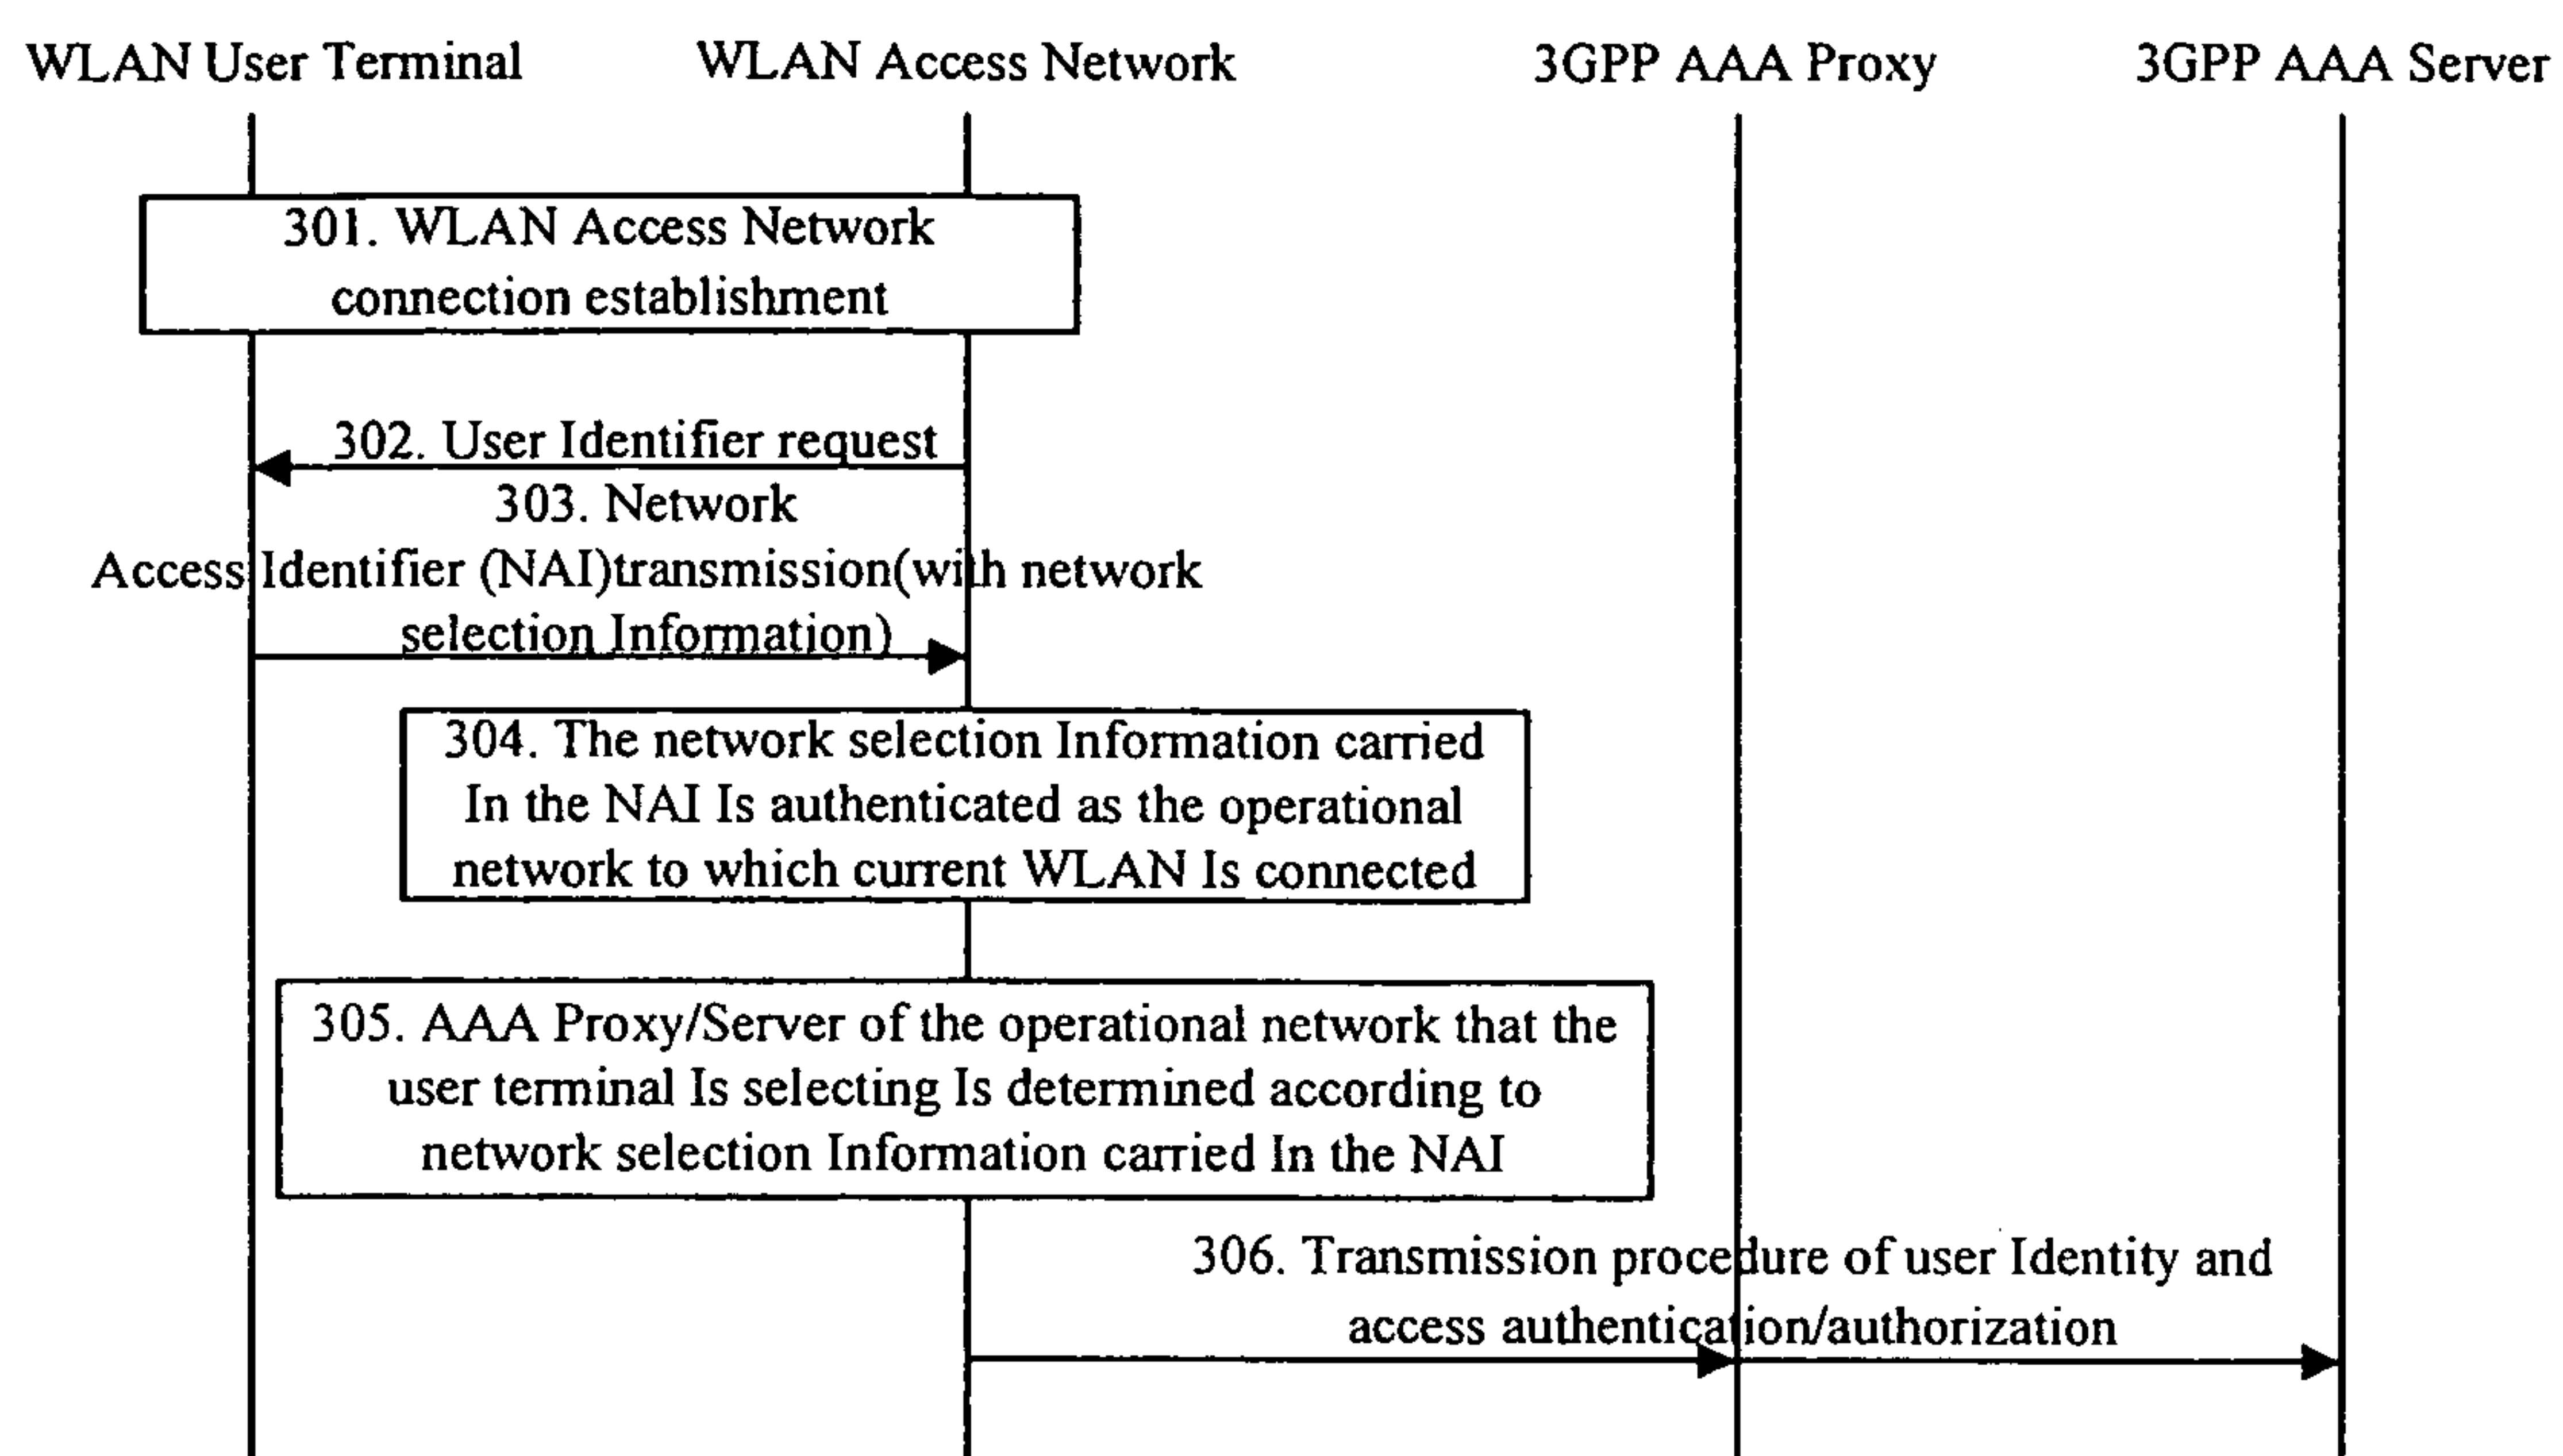 WLAN User Terminal
WLAN Access Network
3GPP AAA Proxy
3GPP AAA Server
301. WLAN Access Network
connection establishment
302. User Identifier request
303. Network
Access Identifier (NAI)transmission(with network
selection Information)
304. The network selection Information carried
In the NAI Is authenticated as the operational
network to which current WLAN Is connected
305. AAA Proxy/Server of the operational network that the
user terminal Is selecting Is determined according to
network selection Information carried In the NAI
306. Transmission procedure of user Identity and
access authentication/authorization